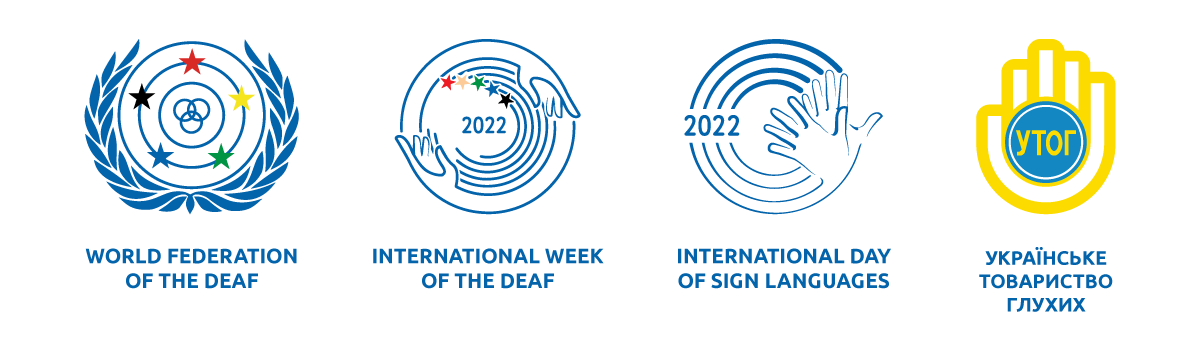 WORLD FEDERATION
OF THE DEAF
2022
INTERNATIONAL WEEK
OF THE DEAF
2022
INTERNATIONAL DAY
OF SIGN LANGUAGES
УТОГ
УКРАЇНСЬКЕ
ТОВАРИСТВО
ГЛУХИХ